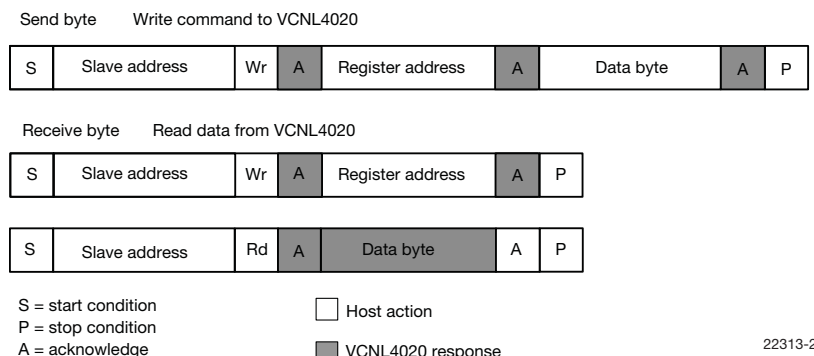 Send byte Write command to VCNL4020
S Slave address Wr A Register address A Data byte A P
Receive byte Read data from VCNL4020
S Slave address Wr A Register address A P
S Slave address Rd A Data byte A P
S = start condition
P = stop condition
A = acknowledge
Host action
VCNL4020 response
22313-2